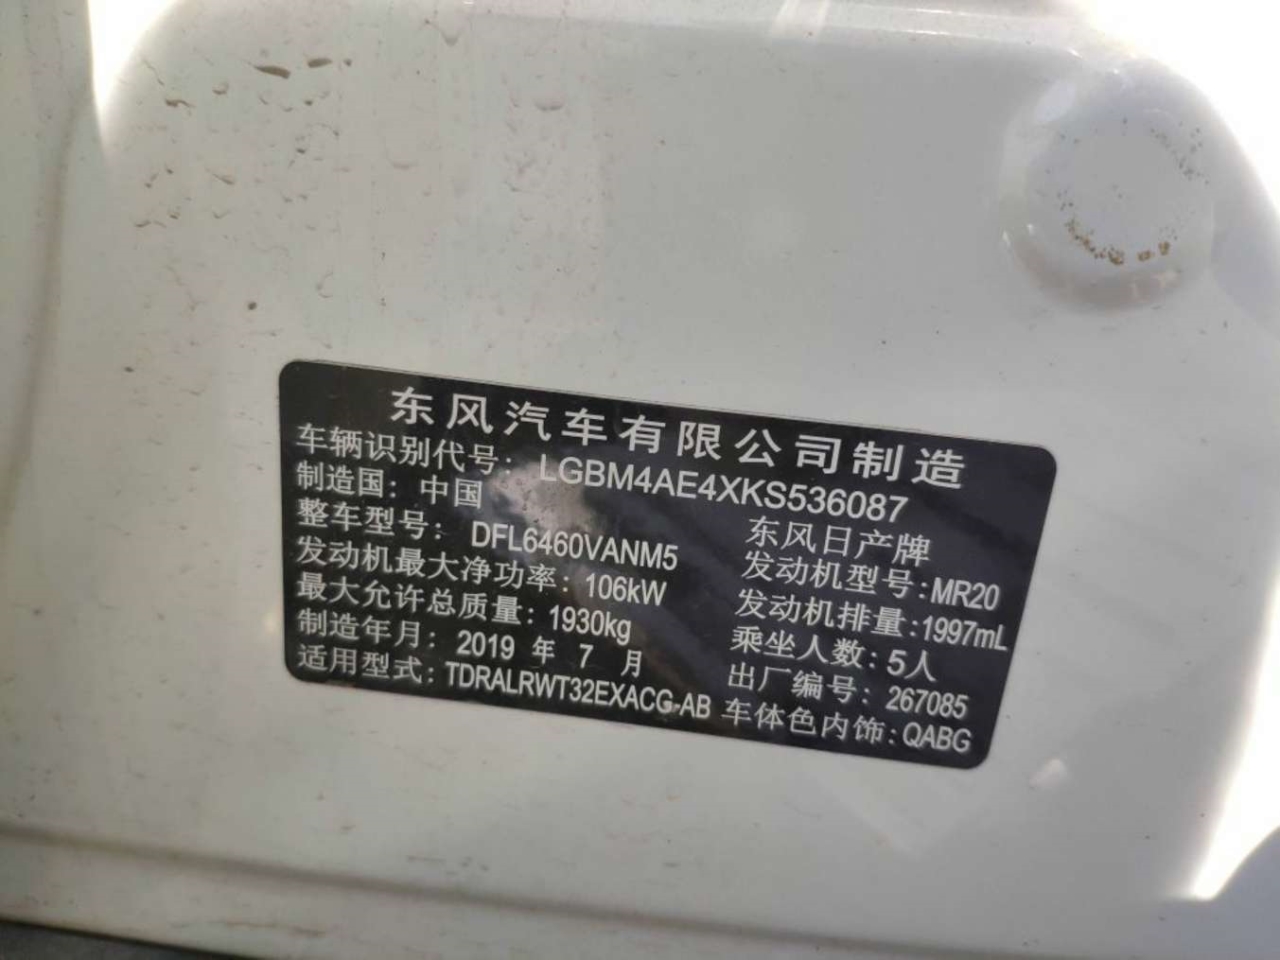 东风汽车有限公司制造
车辆识别代号：LGBM4AE4XKS536087
制造国：中国 东风日产牌
整车型号：DFL6460VANM5 发动机型号:MR20
发动机最大净功率：106kW 发动机排量:1997mL
最大允许总质量：1930kg 乘坐人数：5人
制造年月：2019 年 7 月 出厂编号：267085
适用型式:TDRALRWT32EXACG-AB 车体色内饰:QABG